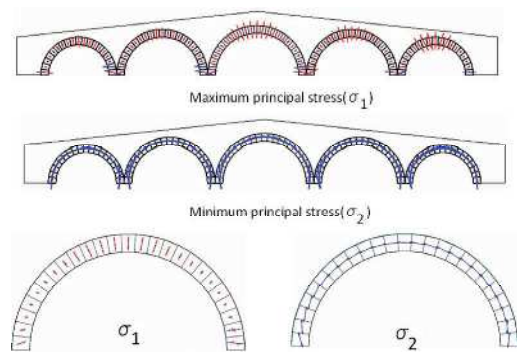 Maximum principal stress(σ₁)
Minimum principal stress(σ₂)
σ₁
σ₂